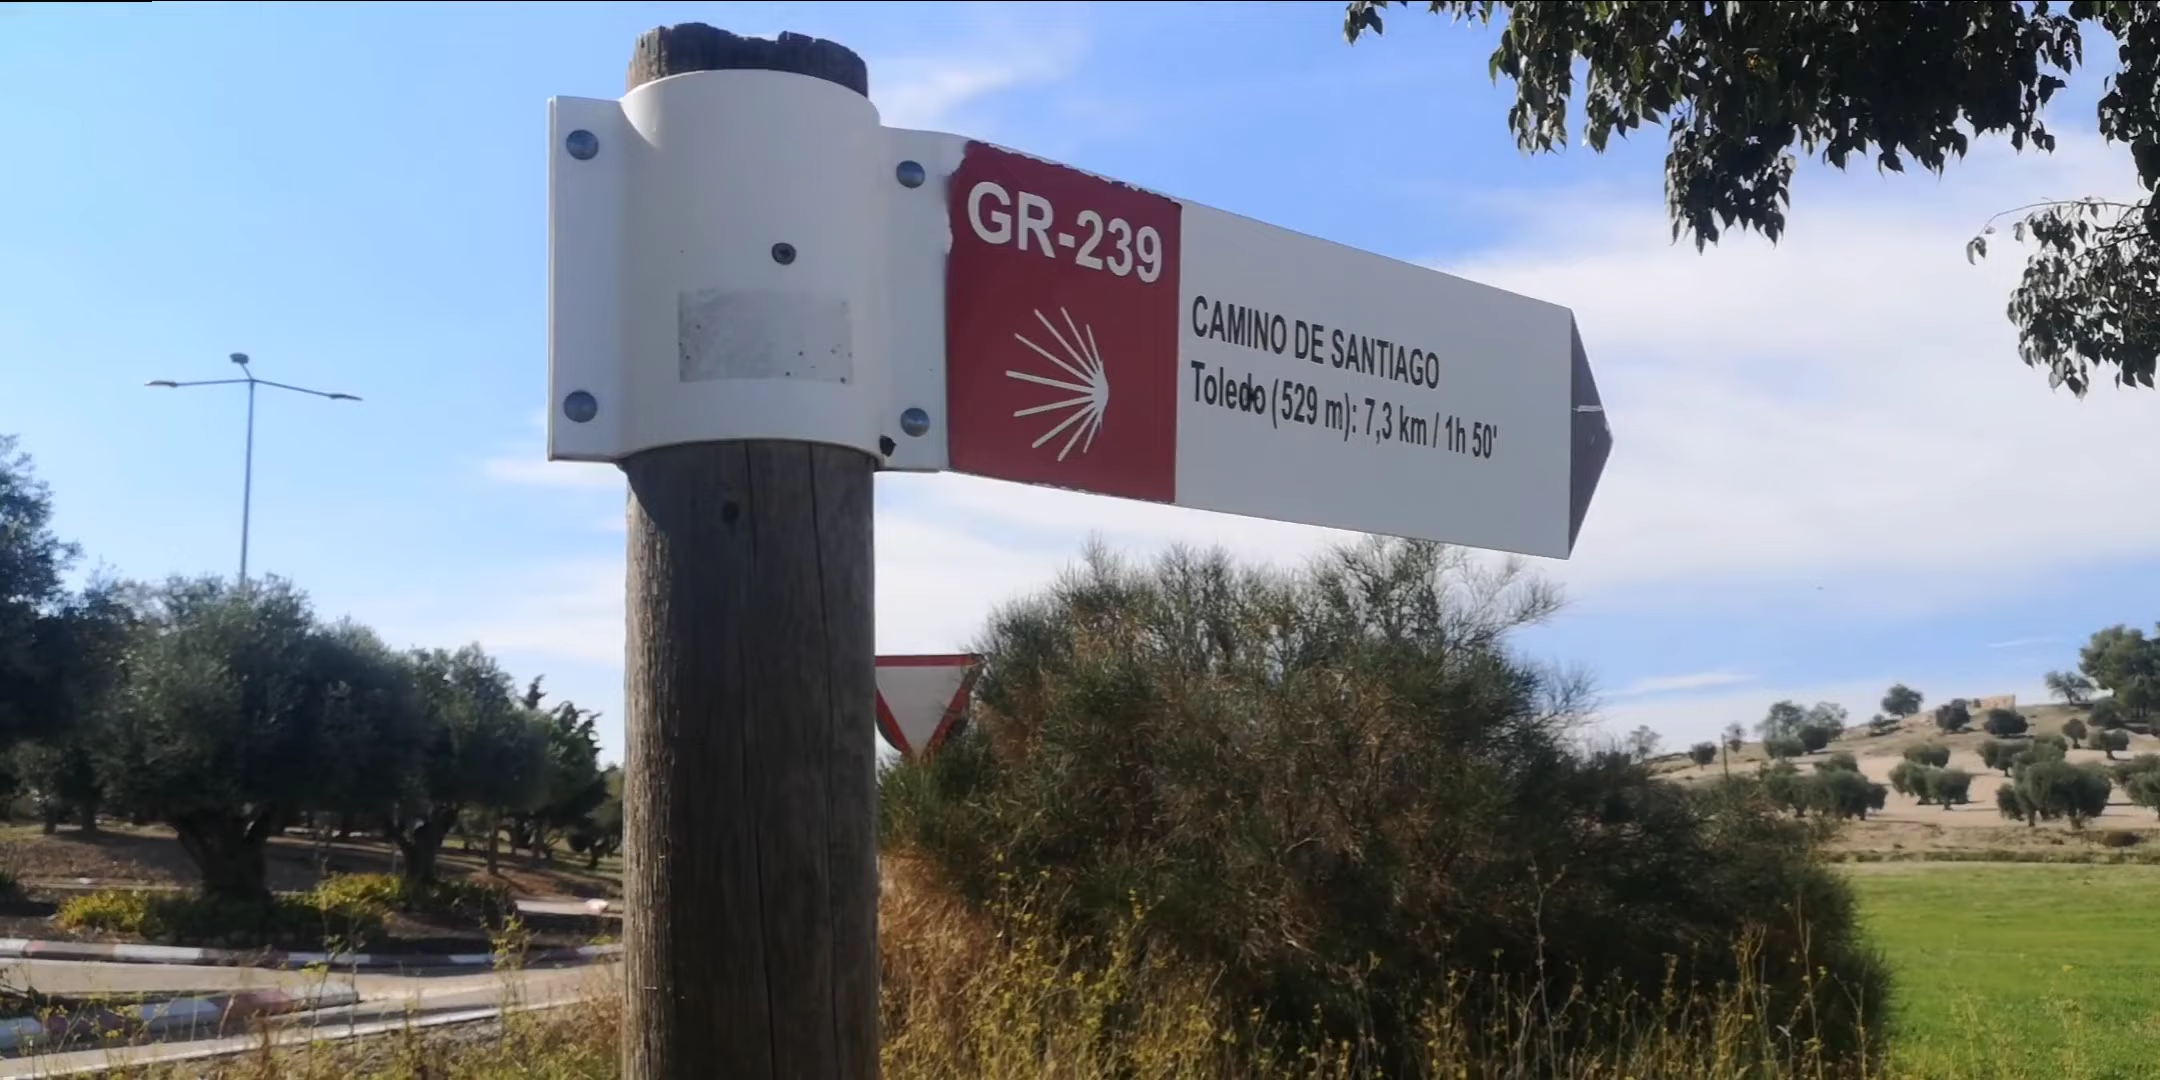 GR-239
CAMINO DE SANTIAGO
Toledo (529 m): 7,3 km / 1h 50'